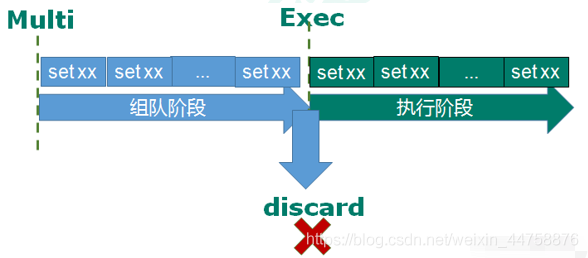 Multi
Exec
set xx
set xx
...
set xx
set xx
set xx
...
set xx
组队阶段
执行阶段
discard
https://blog.csdn.net/weixin_44758876